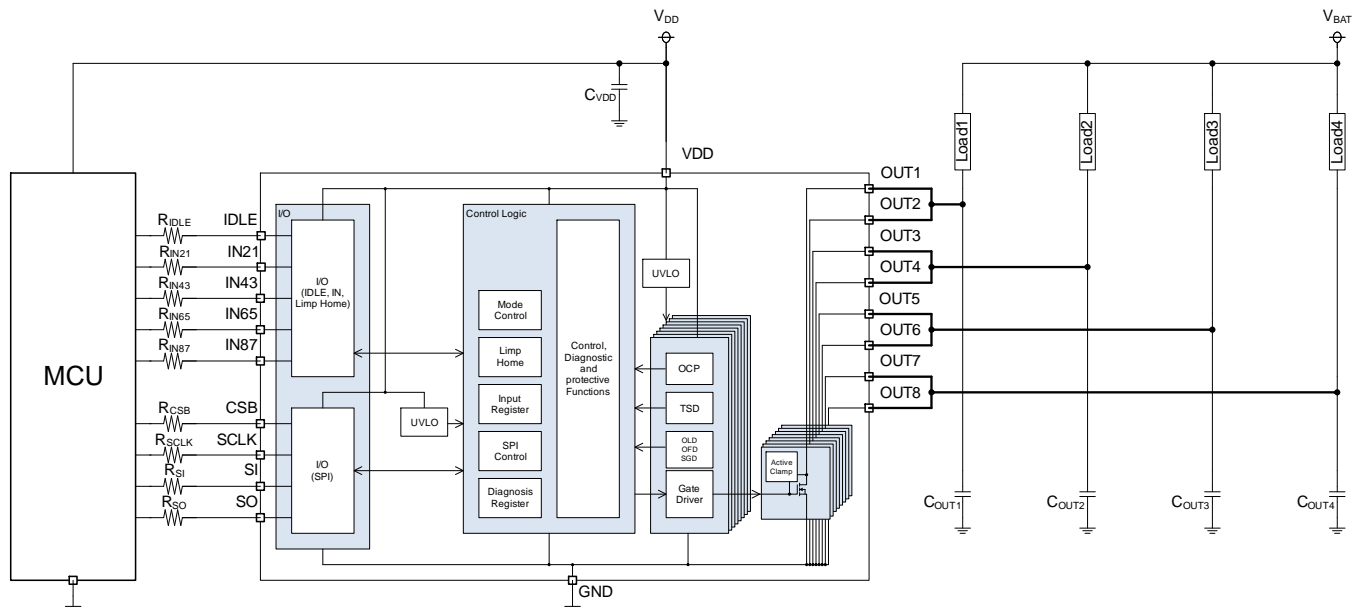 VDD
VBAT
CVDD
VDD
Load1
Load2
Load3
Load4
MCU
RIDLE
IDLE
RIN21
IN21
RIN43
IN43
RIN65
IN65
RIN87
IN87
RCSB
CSB
RSCLK
SCLK
RSI
SI
RSO
SO
I/O
I/O
(IDLE, IN,
Limp Home)
I/O
(SPI)
UVLO
Control Logic
Mode
Control
Limp
Home
Input
Register
SPI
Control
Diagnosis
Register
Control,
Diagnostic
and
protective
Functions
UVLO
OCP
TSD
OLD
OFD
SGD
Gate
Driver
Active
Clamp
OUT1
OUT2
OUT3
OUT4
OUT5
OUT6
OUT7
OUT8
COUT1
COUT2
COUT3
COUT4
GND